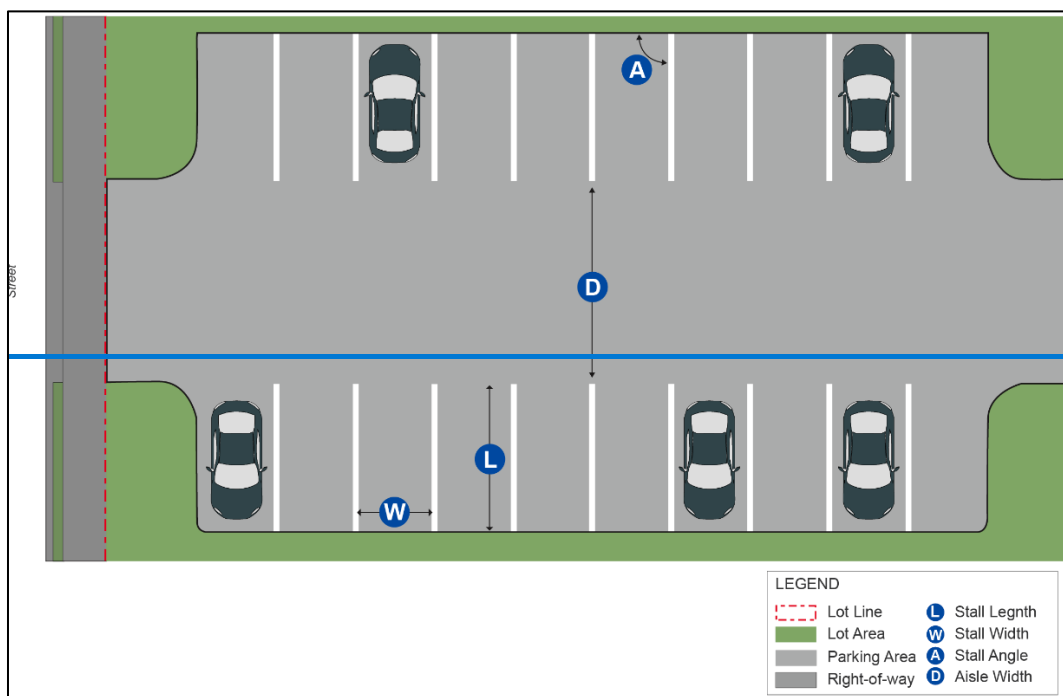 A
Street
D
L
W
LEGEND
Lot Line
Lot Area
Parking Area
Right-of-way
L Stall Legnth
W Stall Width
A Stall Angle
D Aisle Width